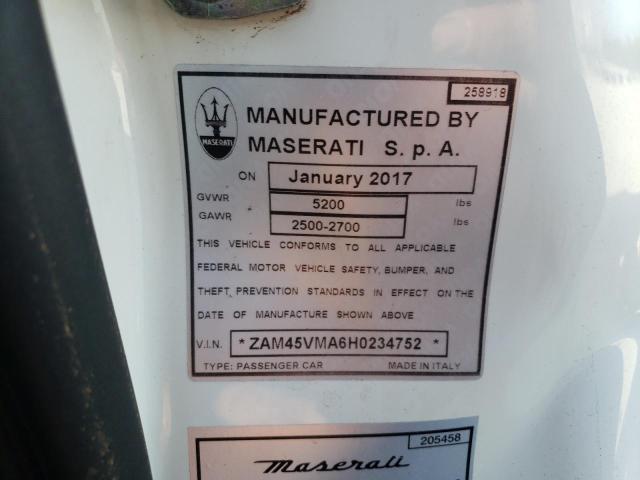 258918
MASERATI
MANUFACTURED BY
MASERATI S.p.A.
ON January 2017
GVWR 5200 lbs
GAWR 2500-2700 lbs
THIS VEHICLE CONFORMS TO ALL APPLICABLE
FEDERAL MOTOR VEHICLE SAFETY, BUMPER, AND
THEFT PREVENTION STANDARDS IN EFFECT ON THE
DATE OF MANUFACTURE SHOWN ABOVE
V.I.N. * ZAM45VMA6H0234752 *
TYPE: PASSENGER CAR MADE IN ITALY
205458
Maserati